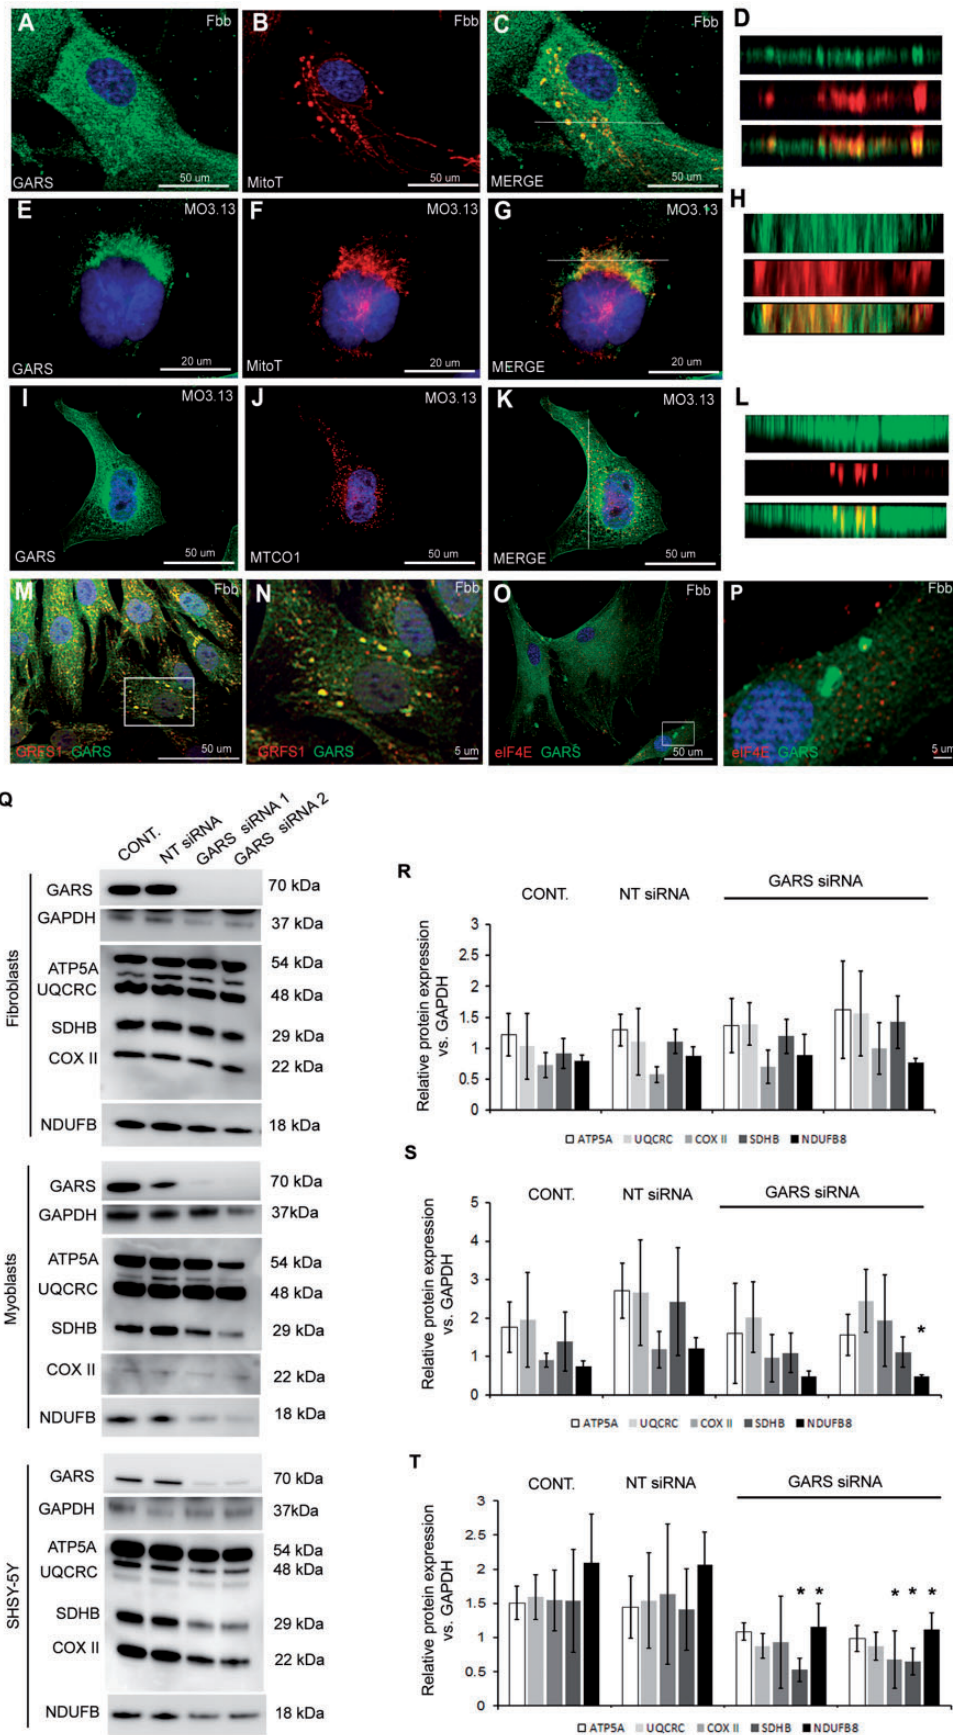 A Fbb
GARS 50 um
B Fbb
MitoT 50 um
C Fbb
MERGE 50 um
D
E MO3.13
GARS 20 um
F MO3.13
MitoT 20 um
G MO3.13
MERGE 20 um
H
I MO3.13
GARS 50 um
J MO3.13
MTCO1 50 um
K MO3.13
MERGE 50 um
L
M Fbb
GRFS1 GARS 50 um
N Fbb
GRFS1 GARS 5 um
O Fbb
eIF4E GARS 50 um
P Fbb
eIF4E GARS 5 um
Q
CONT.
NT siRNA
GARS siRNA 1
GARS siRNA 2
Fibroblasts
GARS 70 kDa
GAPDH 37 kDa
ATP5A 54 kDa
UQCRC 48 kDa
SDHB 29 kDa
COX II 22 kDa
NDUFB 18 kDa
Myoblasts
GARS 70 kDa
GAPDH 37kDa
ATP5A 54 kDa
UQCRC 48 kDa
SDHB 29 kDa
COX II 22 kDa
NDUFB 18 kDa
SHSY-5Y
GARS 70 kDa
GAPDH 37kDa
ATP5A 54 kDa
UQCRC 48 kDa
SDHB 29 kDa
COX II 22 kDa
NDUFB 18 kDa
R
CONT. NT siRNA GARS siRNA
Relative protein expression
vs. GAPDH
3
2.5
2
1.5
1
0.5
0
ATP5A UQCRC COX II SDHB NDUFB8
S
CONT. NT siRNA GARS siRNA
Relative protein expression
vs. GAPDH
5
4
3
2
1
0
*
ATP5A UQCRC COX II SDHB NDUFB8
T
CONT. NT siRNA GARS siRNA
Relative protein expression
vs. GAPDH
3
2.5
2
1.5
1
0.5
0
* * * * *
ATP5A UQCRC COX II SDHB NDUFB8